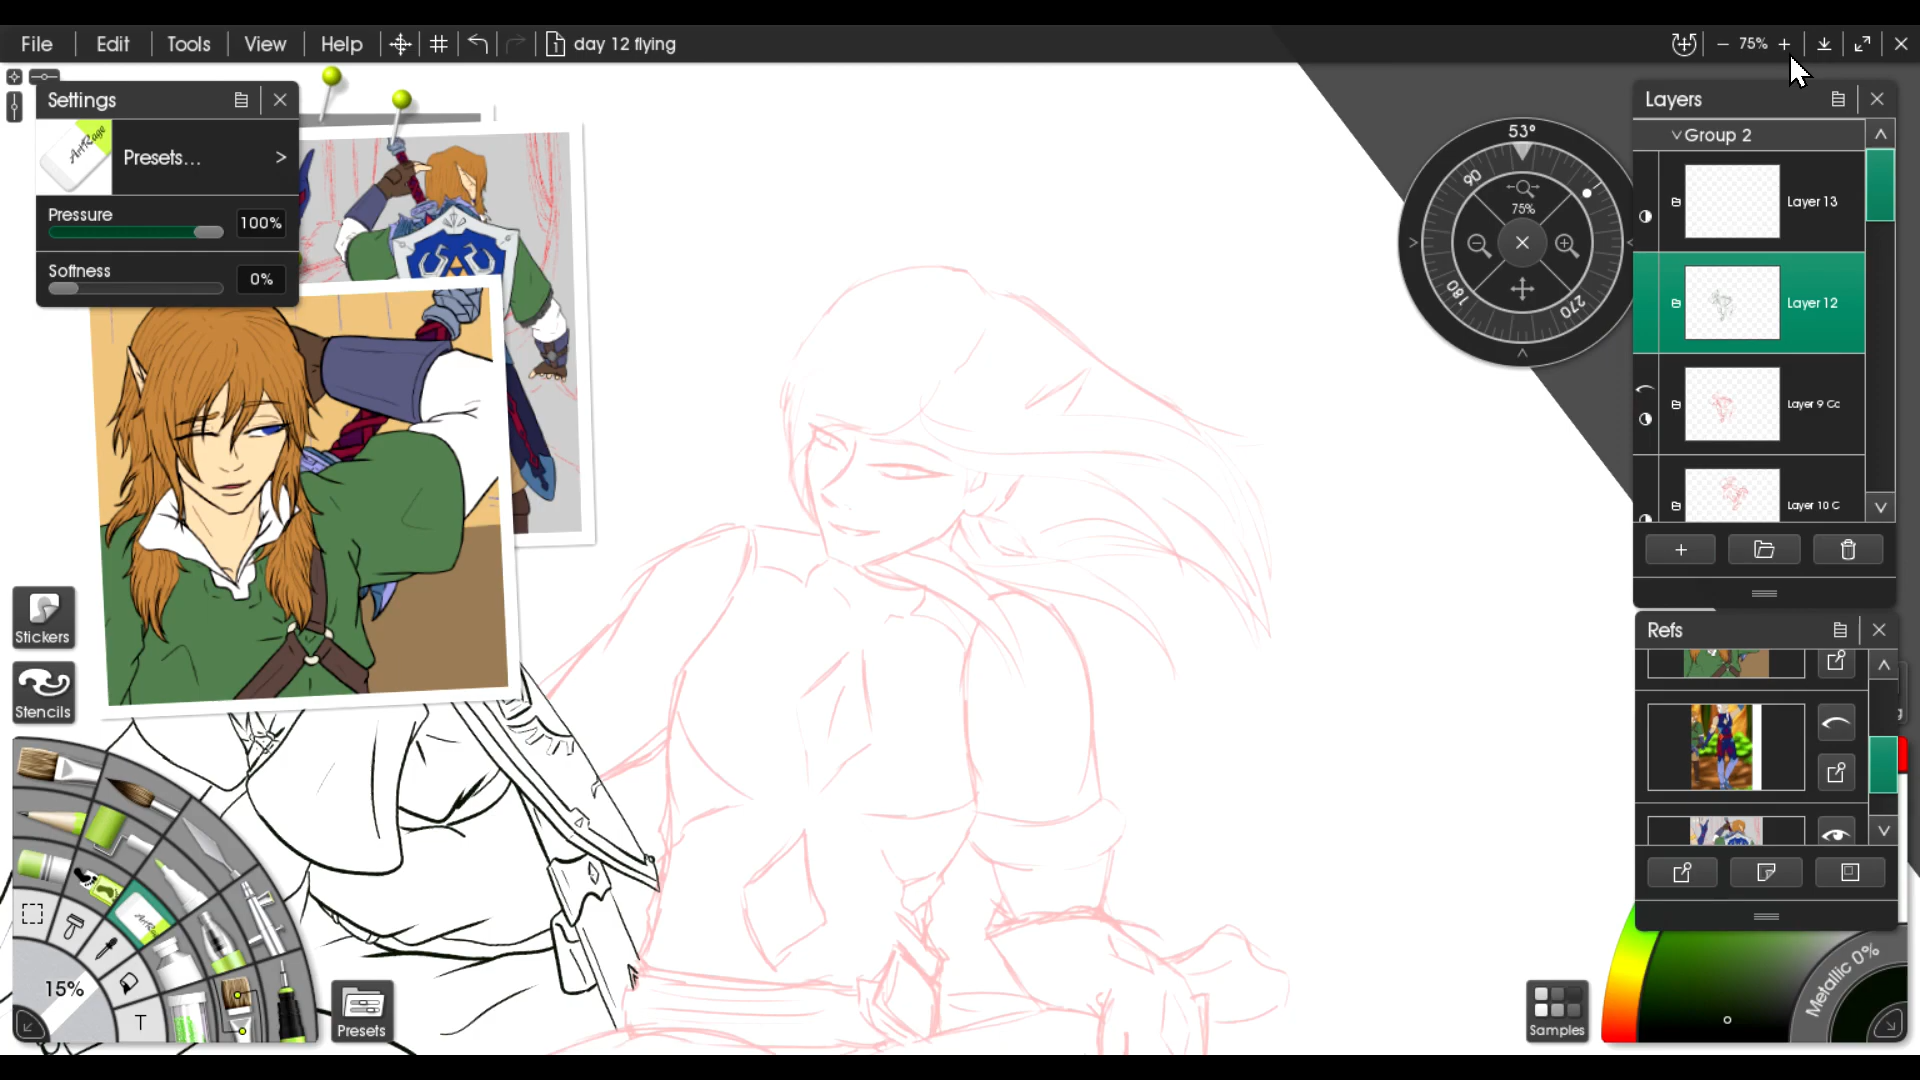 File Edit Tools View Help day 12 flying 75%
Settings
ArtRage
Presets... >
Pressure 100%
Softness 0%
Stickers
Stencils
15%
T
Presets
53°
90
75%
180
270
Layers
Group 2
Layer 13
Layer 12
Layer 9 Cc
Layer 10 C
Refs
Metallic 0%
Samples